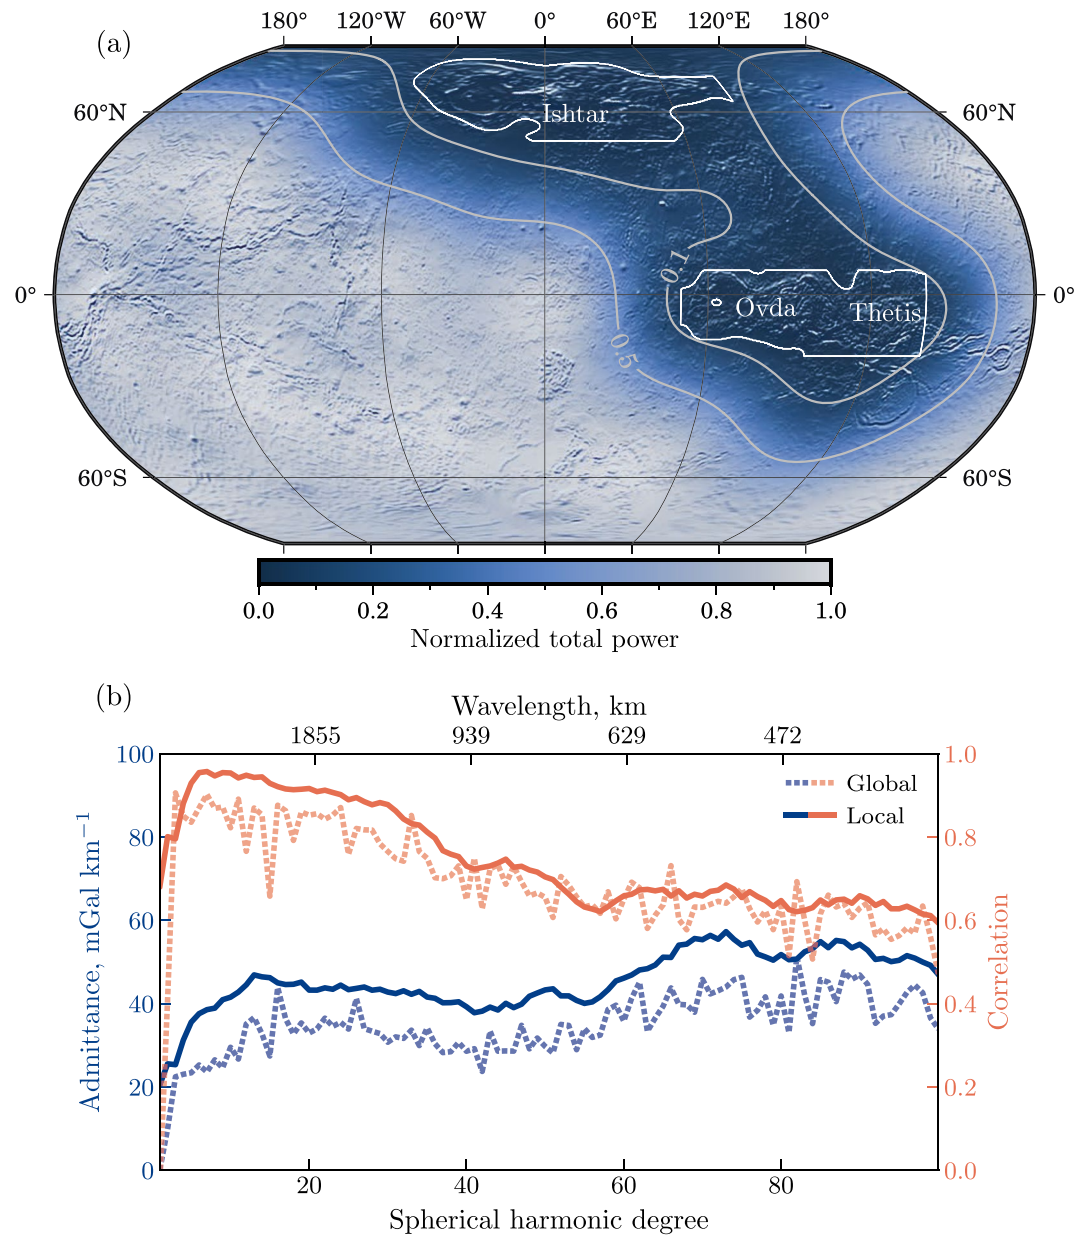 (a)
180° 120°W 60°W 0° 60°E 120°E 180°
60°N 60°N
Ishtar
0.1
0° 0°
Ovda Thetis
0.5
60°S 60°S
0.0 0.2 0.4 0.6 0.8 1.0
Normalized total power
(b)
Wavelength, km
1855 939 629 472
100 1.0
Global
Local
80 0.8
60 0.6
40 0.4
20 0.2
0 0.0
Admittance, mGal km⁻¹
Correlation
20 40 60 80
Spherical harmonic degree